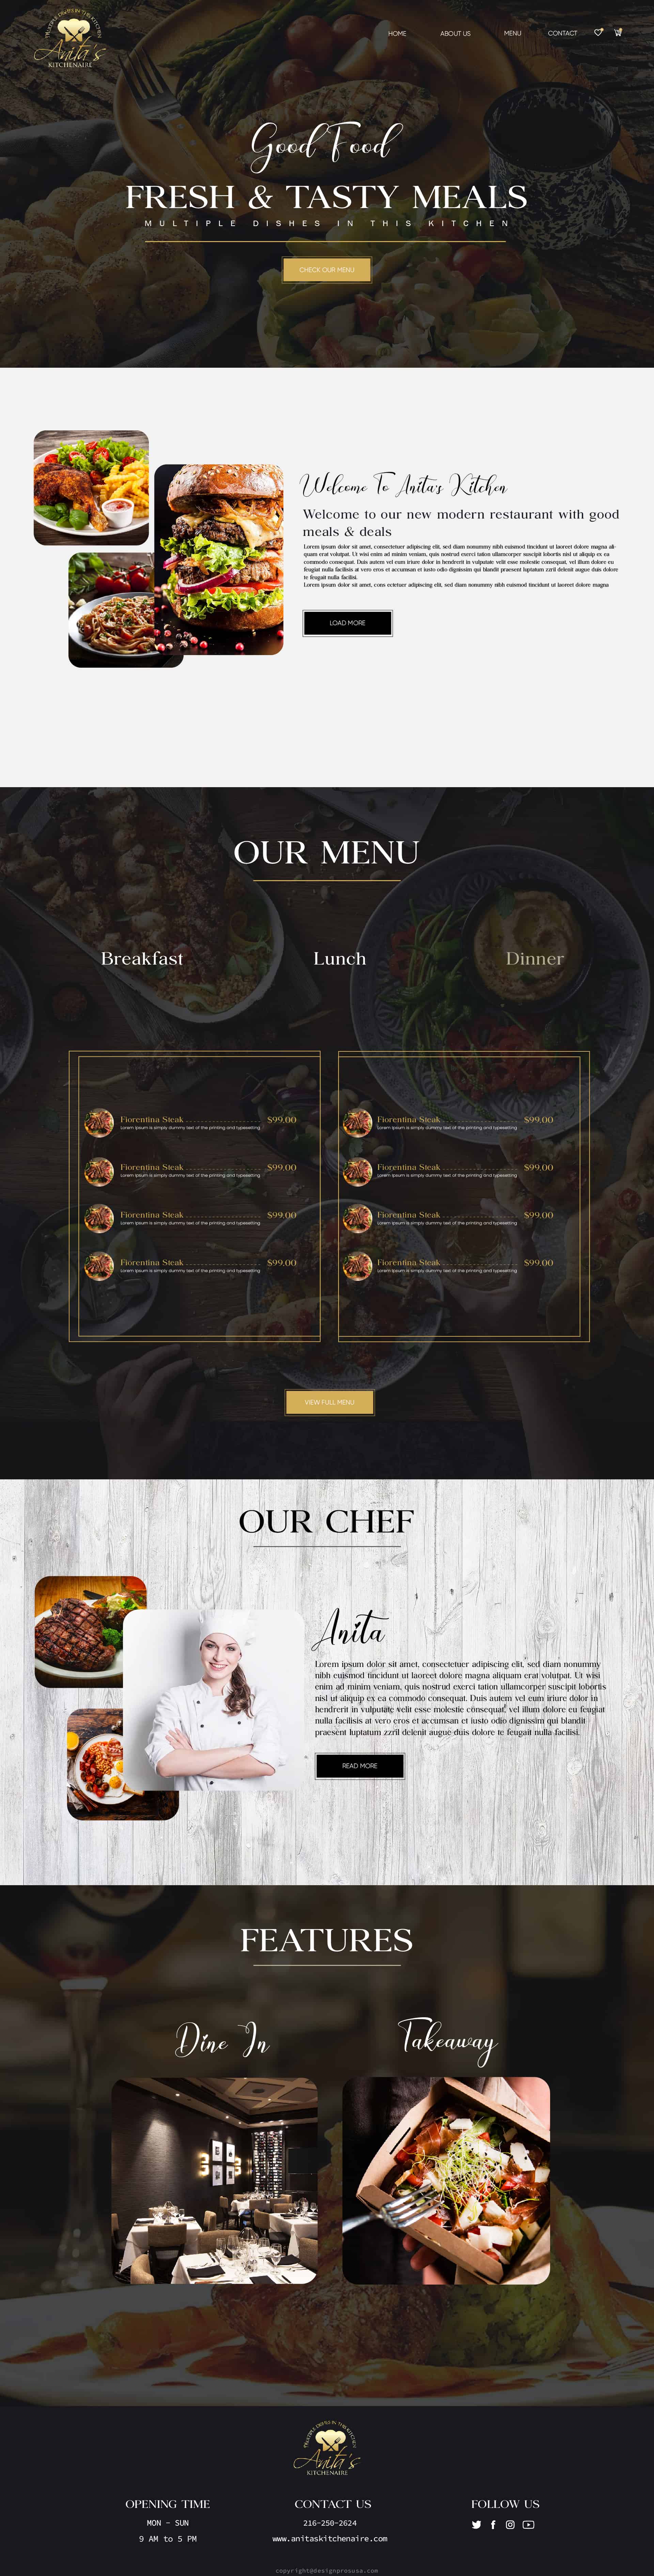 MULTIPLE DISHES IN THIS KITCHEN
Anita's
KITCHENAIRE
HOME ABOUT US MENU CONTACT
Good Food
FRESH & TASTY MEALS
MULTIPLE DISHES IN THIS KITCHEN
CHECK OUR MENU
Welcome To Anita's Kitchen
Welcome to our new modern restaurant with good
meals & deals
Lorem ipsum dolor sit amet, consectetuer adipiscing elit, sed diam nonummy nibh euismod tincidunt ut laoreet dolore magna ali-
quam erat volutpat. Ut wisi enim ad minim veniam, quis nostrud exerci tation ullamcorper suscipit lobortis nisl ut aliquip ex ea
commodo consequat. Duis autem vel eum iriure dolor in hendrerit in vulputate velit esse molestie consequat, vel illum dolore eu
feugiat nulla facilisis at vero eros et accumsan et iusto odio dignissim qui blandit praesent luptatum zzril delenit augue duis dolore
te feugait nulla facilisi.
Lorem ipsum dolor sit amet, cons ectetuer adipiscing elit, sed diam nonummy nibh euismod tincidunt ut laoreet dolore magna
LOAD MORE
OUR MENU
Breakfast Lunch Dinner
Fiorentina Steak $99.00
Lorem Ipsum is simply dummy text of the printing and typesetting
Fiorentina Steak $99.00
Lorem Ipsum is simply dummy text of the printing and typesetting
Fiorentina Steak $99.00
Lorem Ipsum is simply dummy text of the printing and typesetting
Fiorentina Steak $99.00
Lorem Ipsum is simply dummy text of the printing and typesetting
Fiorentina Steak $99.00
Lorem Ipsum is simply dummy text of the printing and typesetting
Fiorentina Steak $99.00
Lorem Ipsum is simply dummy text of the printing and typesetting
Fiorentina Steak $99.00
Lorem Ipsum is simply dummy text of the printing and typesetting
Fiorentina Steak $99.00
Lorem Ipsum is simply dummy text of the printing and typesetting
VIEW FULL MENU
OUR CHEF
Anita
Lorem ipsum dolor sit amet, consectetuer adipiscing elit, sed diam nonummy
nibh euismod tincidunt ut laoreet dolore magna aliquam erat volutpat. Ut wisi
enim ad minim veniam, quis nostrud exerci tation ullamcorper suscipit lobortis
nisl ut aliquip ex ea commodo consequat. Duis autem vel eum iriure dolor in
hendrerit in vulputate velit esse molestie consequat, vel illum dolore eu feugiat
nulla facilisis at vero eros et accumsan et iusto odio dignissim qui blandit
praesent luptatum zzril delenit augue duis dolore te feugait nulla facilisi.
READ MORE
FEATURES
Dine In Takeaway
MULTIPLE DISHES IN THIS KITCHEN
Anita's
KITCHENAIRE
OPENING TIME
MON - SUN
9 AM to 5 PM
CONTACT US
216-250-2624
www.anitaskitchenaire.com
FOLLOW US
copyright@designprosusa.com